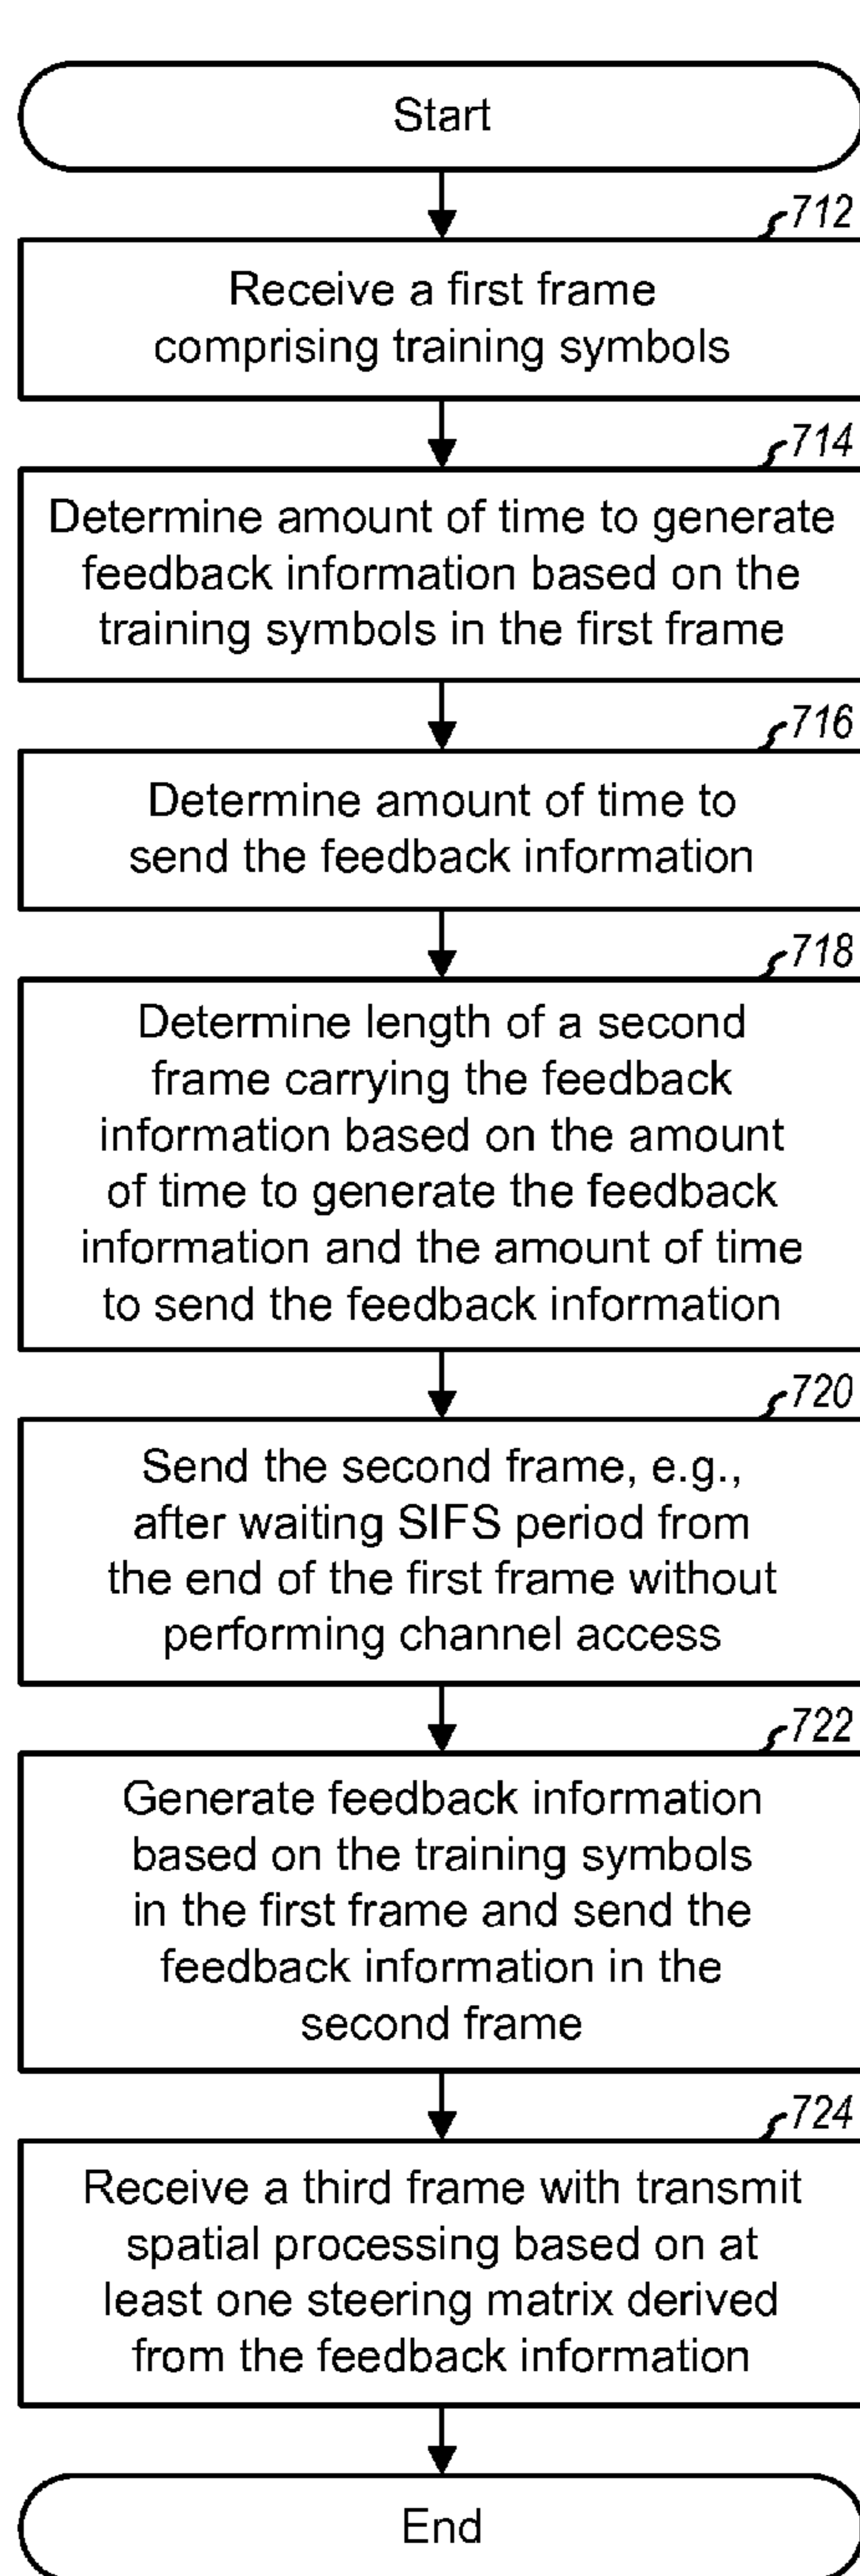 Start
712
Receive a first frame
comprising training symbols
714
Determine amount of time to generate
feedback information based on the
training symbols in the first frame
716
Determine amount of time to
send the feedback information
718
Determine length of a second
frame carrying the feedback
information based on the amount
of time to generate the feedback
information and the amount of time
to send the feedback information
720
Send the second frame, e.g.,
after waiting SIFS period from
the end of the first frame without
performing channel access
722
Generate feedback information
based on the training symbols
in the first frame and send the
feedback information in the
second frame
724
Receive a third frame with transmit
spatial processing based on at
least one steering matrix derived
from the feedback information
End